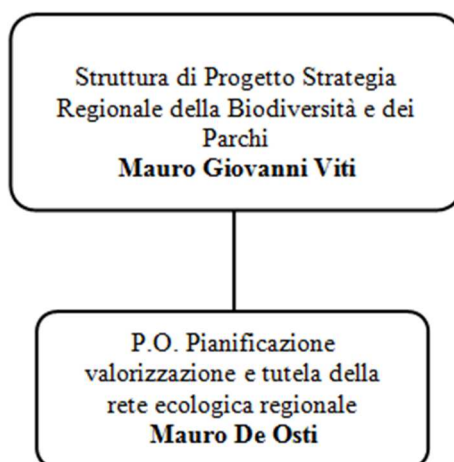 Struttura di Progetto Strategia
Regionale della Biodiversità e dei
Parchi
Mauro Giovanni Viti
P.O. Pianificazione
valorizzazione e tutela della
rete ecologica regionale
Mauro De Osti